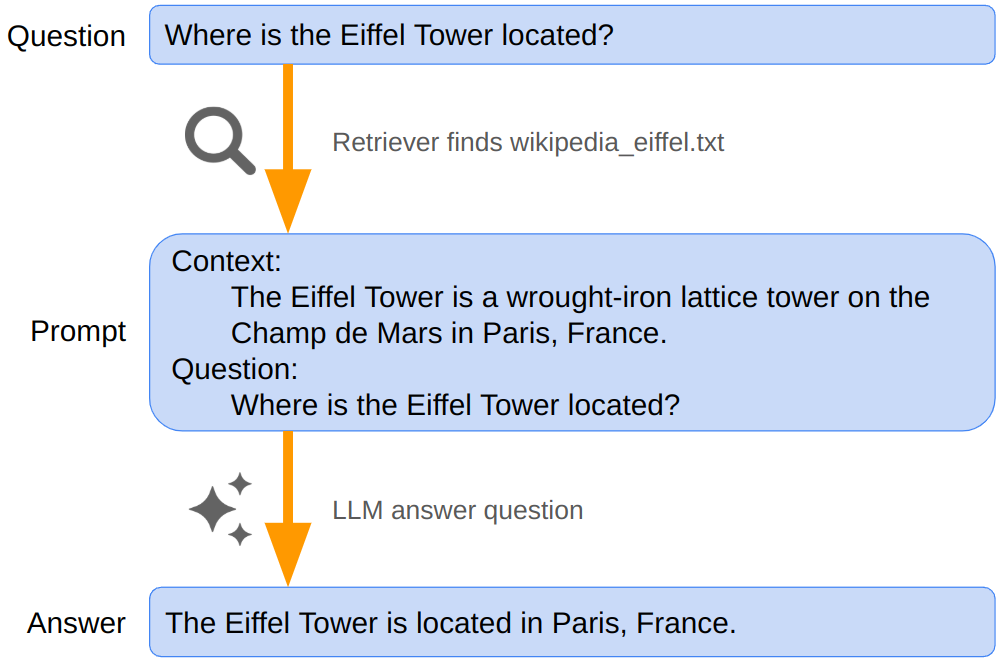 Question
Where is the Eiffel Tower located?
Retriever finds wikipedia_eiffel.txt
Prompt
Context:
The Eiffel Tower is a wrought-iron lattice tower on the
Champ de Mars in Paris, France.
Question:
Where is the Eiffel Tower located?
LLM answer question
Answer
The Eiffel Tower is located in Paris, France.